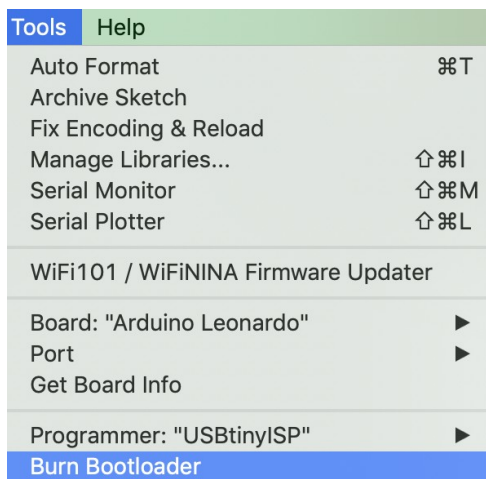 Tools Help
Auto Format ⌘T
Archive Sketch
Fix Encoding & Reload
Manage Libraries... ⇧⌘I
Serial Monitor ⇧⌘M
Serial Plotter ⇧⌘L
WiFi101 / WiFiNINA Firmware Updater
Board: "Arduino Leonardo" ▶
Port ▶
Get Board Info
Programmer: "USBtinyISP" ▶
Burn Bootloader